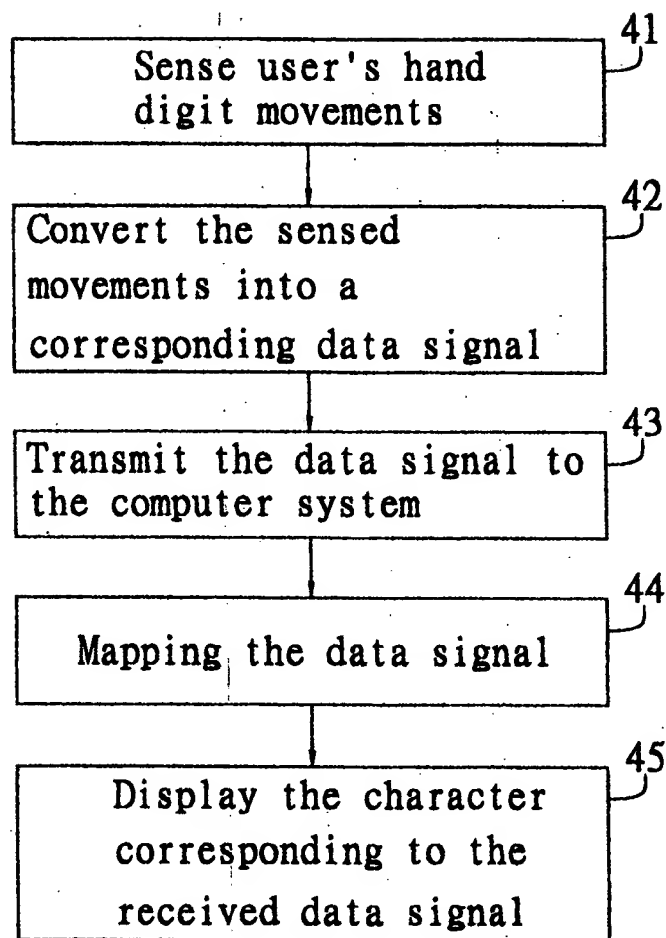 41
Sense user's hand
digit movements
42
Convert the sensed
movements into a
corresponding data signal
43
Transmit the data signal to
the computer system
44
Mapping the data signal
45
Display the character
corresponding to the
received data signal